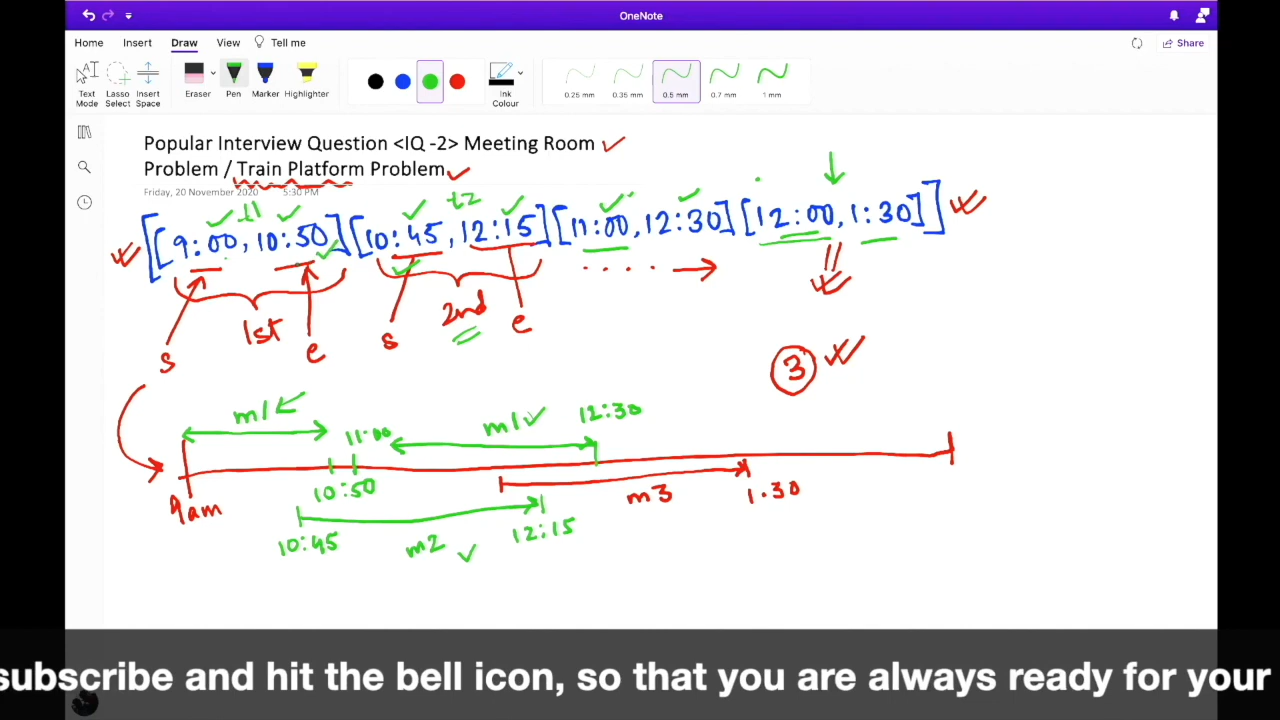 OneNote
Home Insert Draw View Tell me Share
Text Mode Lasso Select Insert Space Eraser Pen Marker Highlighter Ink Colour 0.25 mm 0.35 mm 0.5 mm 0.7 mm 1 mm
Popular Interview Question <IQ -2> Meeting Room
Problem / Train Platform Problem
Friday, 20 November 2020 5:30 PM
t1 t2
[[9:00, 10:50][10:45, 12:15][11:00, 12:30][12:00, 1:30]]
1st 2nd
s e s e
3
m1 m1 12:30
11:00
10:50 m3 1.30
9am
10:45 m2 12:15
subscribe and hit the bell icon, so that you are always ready for your